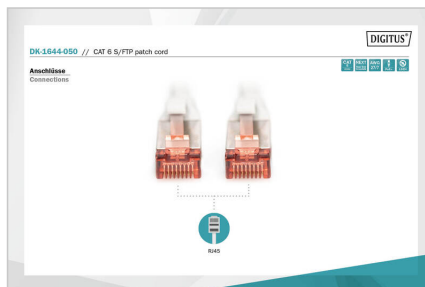 DIGITUS®
DK-1644-050 // CAT 6 S/FTP patch cord
Anschlüsse
Connections
RJ45